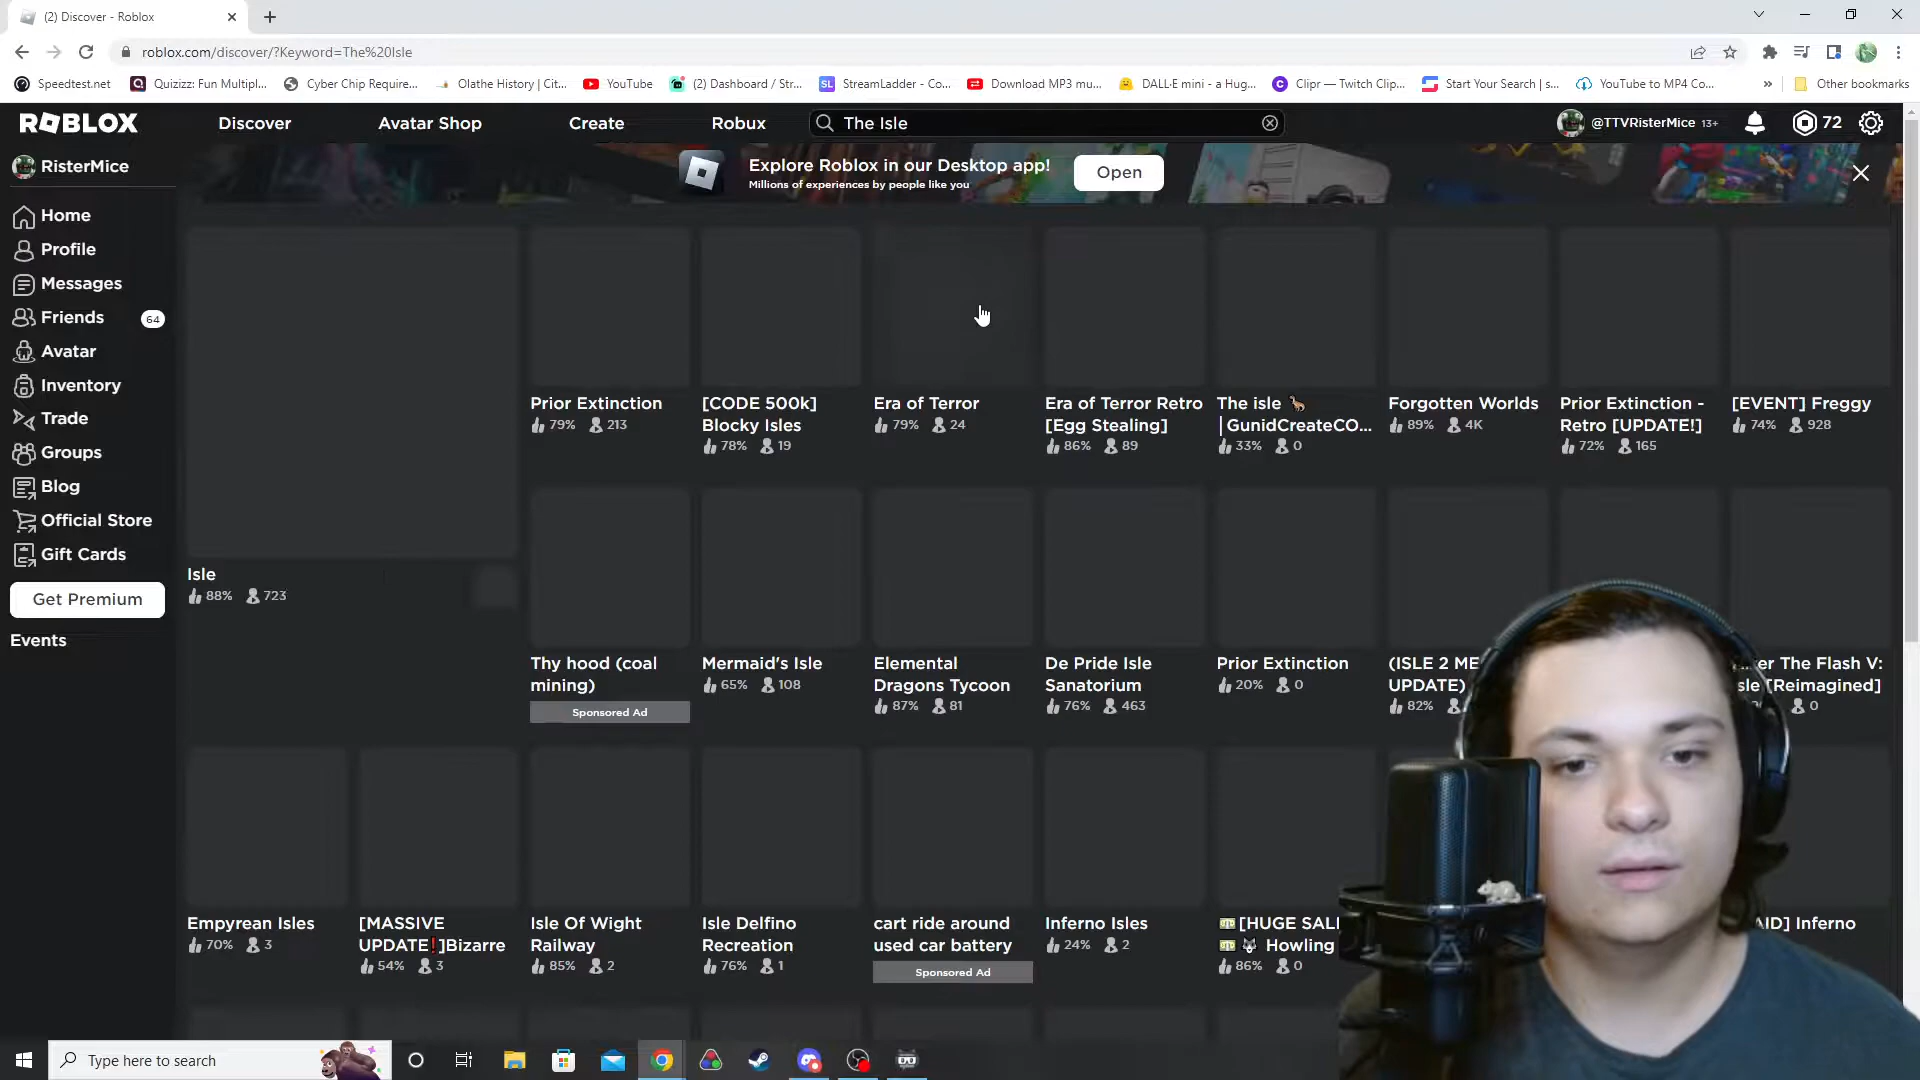 (2) Discover - Roblox
roblox.com/discover/?Keyword=The%20Isle
Speedtest.net
Quizizz: Fun Multipl...
Cyber Chip Require...
Olathe History | Cit...
YouTube
(2) Dashboard / Str...
StreamLadder - Co...
Download MP3 mu...
DALL·E mini - a Hug...
Clipr — Twitch Clip...
Start Your Search | s...
YouTube to MP4 Co...
Other bookmarks
ROBLOX
Discover
Avatar Shop
Create
Robux
The Isle
@TTVRisterMice 13+
72
RisterMice
Explore Roblox in our Desktop app!
Millions of experiences by people like you
Open
Home
Profile
Messages
Friends 64
Avatar
Inventory
Trade
Groups
Blog
Official Store
Gift Cards
Get Premium
Events
Isle
88% 723
Prior Extinction
79% 213
[CODE 500k]
Blocky Isles
78% 19
Era of Terror
79% 24
Era of Terror Retro
[Egg Stealing]
86% 89
The isle 🦕
|GunidCreateCO...
33% 0
Forgotten Worlds
89% 4K
Prior Extinction -
Retro [UPDATE!]
72% 165
[EVENT] Freggy
74% 928
Thy hood (coal
mining)
Sponsored Ad
Mermaid's Isle
65% 108
Elemental
Dragons Tycoon
87% 81
De Pride Isle
Sanatorium
76% 463
Prior Extinction
20% 0
(ISLE 2 ME
UPDATE)
82%
The Flash V:
[Reimagined]
0
Empyrean Isles
70% 3
[MASSIVE
UPDATE❗]Bizarre
54% 3
Isle Of Wight
Railway
85% 2
Isle Delfino
Recreation
76% 1
cart ride around
used car battery
Sponsored Ad
Inferno Isles
24% 2
💵[HUGE SAL
💵🐺 Howling
86% 0
Inferno
Type here to search